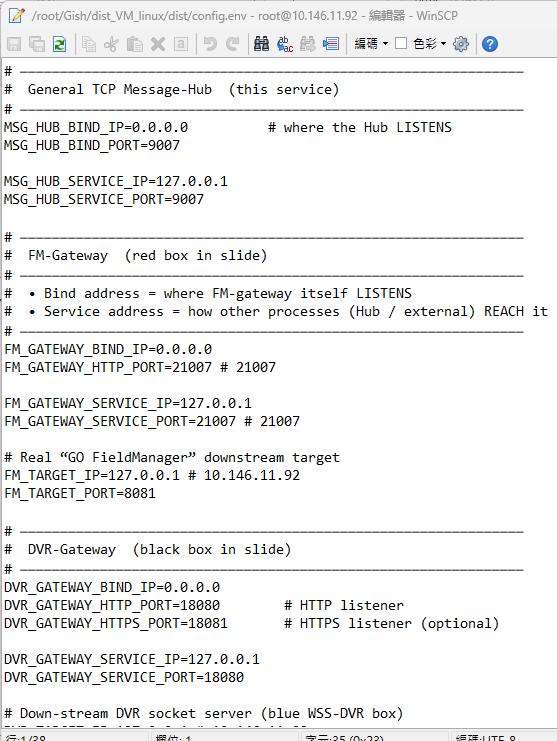 /root/Gish/dist_VM_linux/dist/config.env - root@10.146.11.92 - 編輯器 - WinSCP
編碼 色彩
# ────────────────────────────────────────────────────────────────
#  General TCP Message-Hub  (this service)
# ────────────────────────────────────────────────────────────────
MSG_HUB_BIND_IP=0.0.0.0          # where the Hub LISTENS
MSG_HUB_BIND_PORT=9007

MSG_HUB_SERVICE_IP=127.0.0.1
MSG_HUB_SERVICE_PORT=9007

# ────────────────────────────────────────────────────────────────
#  FM-Gateway  (red box in slide)
# ────────────────────────────────────────────────────────────────
#  • Bind address = where FM-gateway itself LISTENS
#  • Service address = how other processes (Hub / external) REACH it
# ────────────────────────────────────────────────────────────────
FM_GATEWAY_BIND_IP=0.0.0.0
FM_GATEWAY_HTTP_PORT=21007 # 21007

FM_GATEWAY_SERVICE_IP=127.0.0.1
FM_GATEWAY_SERVICE_PORT=21007 # 21007

# Real “GO FieldManager” downstream target
FM_TARGET_IP=127.0.0.1 # 10.146.11.92
FM_TARGET_PORT=8081

# ────────────────────────────────────────────────────────────────
#  DVR-Gateway  (black box in slide)
# ────────────────────────────────────────────────────────────────
DVR_GATEWAY_BIND_IP=0.0.0.0
DVR_GATEWAY_HTTP_PORT=18080        # HTTP listener
DVR_GATEWAY_HTTPS_PORT=18081       # HTTPS listener (optional)

DVR_GATEWAY_SERVICE_IP=127.0.0.1
DVR_GATEWAY_SERVICE_PORT=18080

# Down-stream DVR socket server (blue WSS-DVR box)
行:1/38 欄位: 1 字元:35 (0x23) 編碼:UTF-8